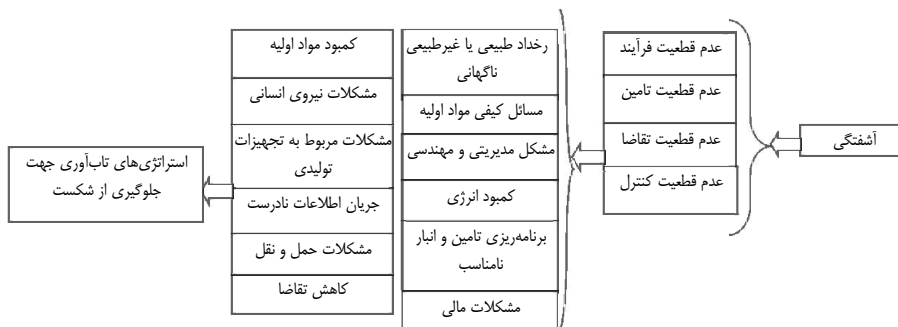 آشفتگی
عدم قطعیت فرآیند
عدم قطعیت تامین
عدم قطعیت تقاضا
عدم قطعیت کنترل
رخداد طبیعی یا غیرطبیعی
ناگهانی
مسائل کیفی مواد اولیه
مشکل مدیریتی و مهندسی
کمبود انرژی
برنامه‌ریزی تامین و انبار
نامناسب
مشکلات مالی
کمبود مواد اولیه
مشکلات نیروی انسانی
مشکلات مربوط به تجهیزات
تولیدی
جریان اطلاعات نادرست
مشکلات حمل و نقل
کاهش تقاضا
استراتژی‌های تاب‌آوری جهت
جلوگیری از شکست